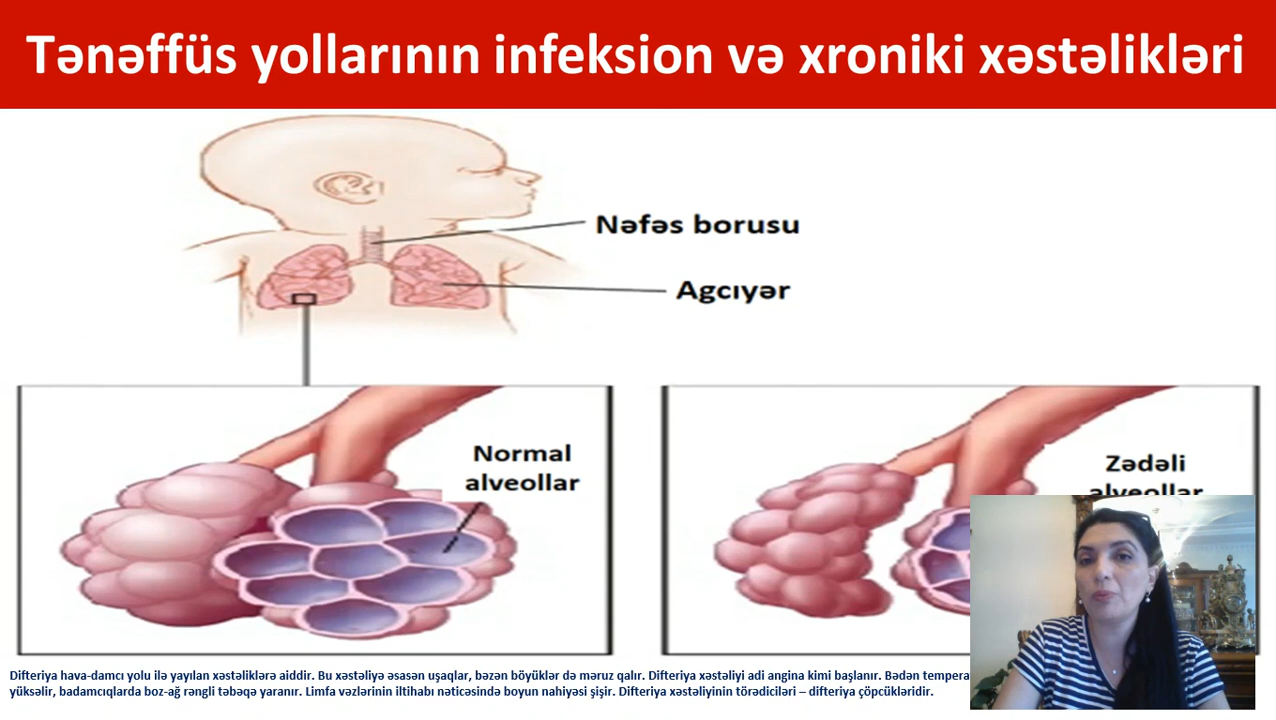 Tənəffüs yollarının infeksion və xroniki xəstəlikləri
Nəfəs borusu
Agcıyər
Normal
alveollar
Zədəli
alveollar
Difteriya hava-damcı yolu ilə yayılan xəstəliklərə aiddir. Bu xəstəliyə əsasən uşaqlar, bəzən böyüklər də məruz qalır. Difteriya xəstəliyi adi angina kimi başlanır. Bədən
yüksəlir, badamcıqlarda boz-ağ rəngli təbəqə yaranır. Limfa vəzlərinin iltihabı nəticəsində boyun nahiyəsi şişir. Difteriya xəstəliyinin törədiciləri – difteriya çöpcükləridir.